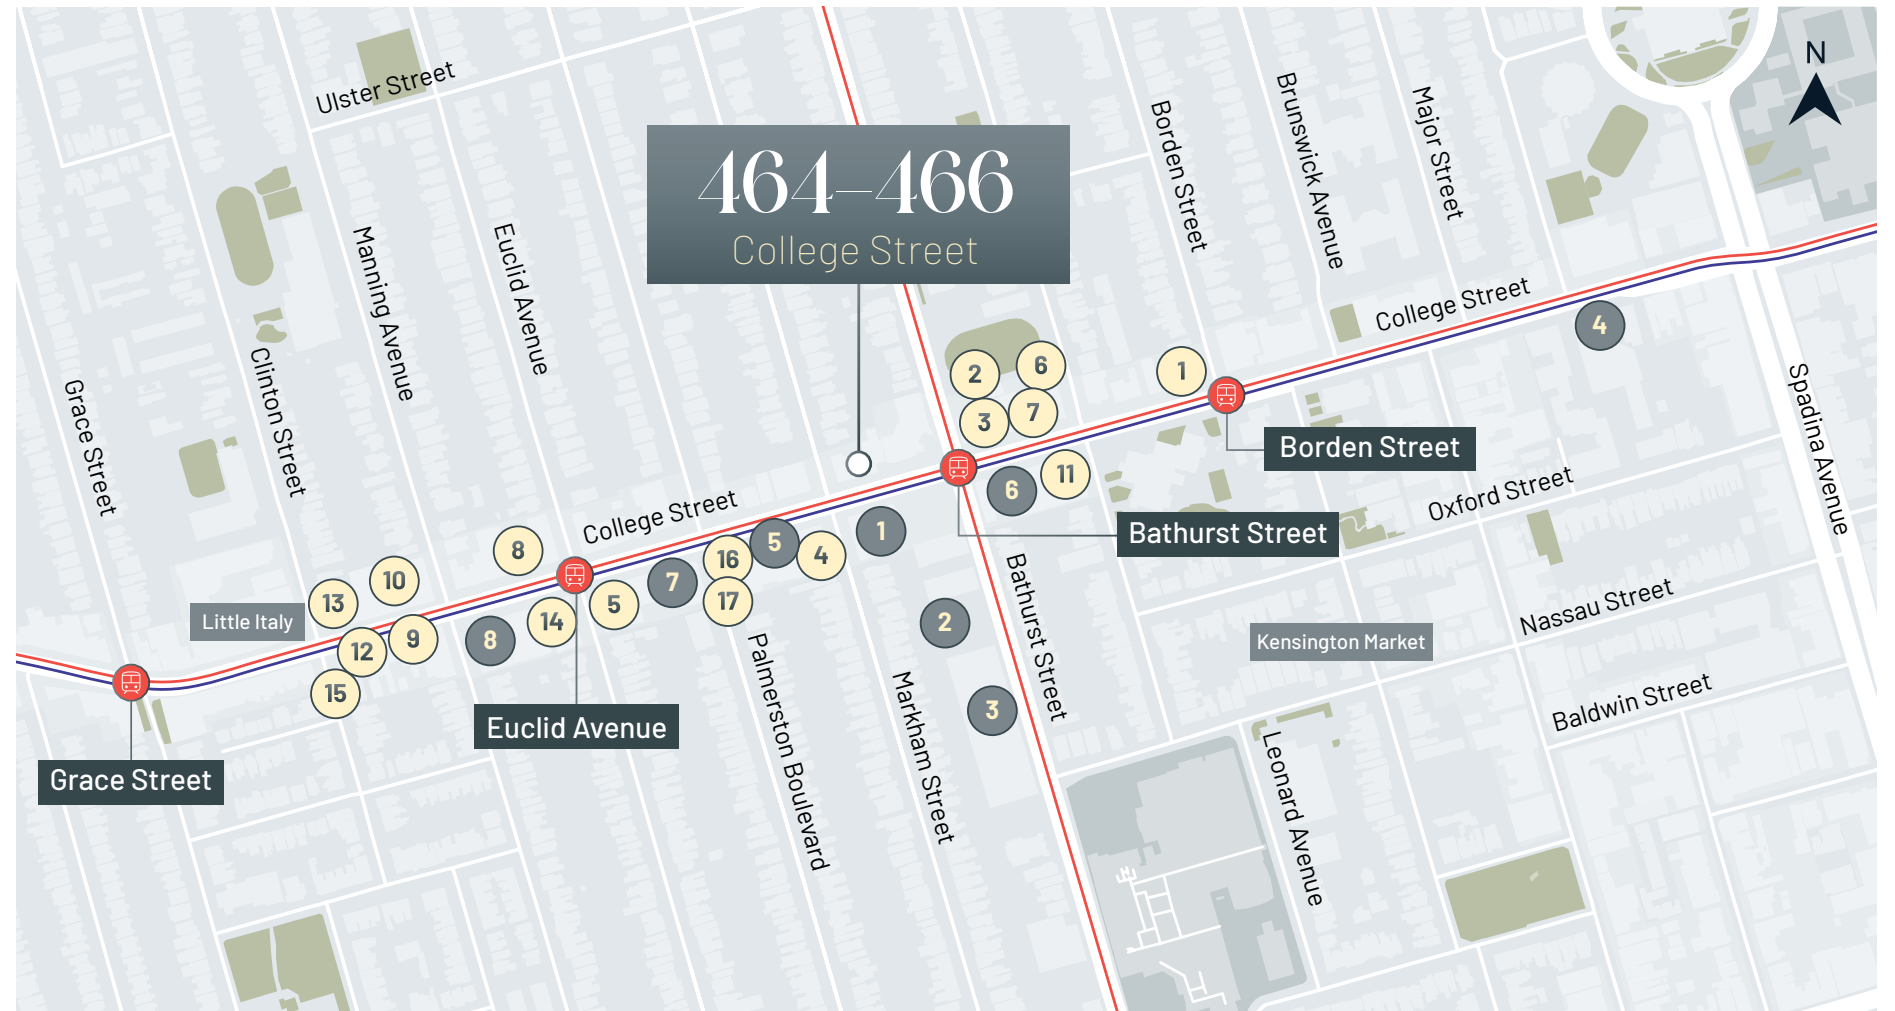 N
Ulster Street
464–466
College Street
Borden Street
Brunswick Avenue
Major Street
Manning Avenue
Euclid Avenue
College Street
4
Clinton Street
Grace Street
2
6
1
3
7
Spadina Avenue
Borden Street
6
11
Oxford Street
College Street
Bathurst Street
1
5
4
16
8
7
17
10
13
5
14
Little Italy
9
8
12
15
2
3
Bathurst Street
Nassau Street
Kensington Market
Palmerston Boulevard
Markham Street
Baldwin Street
Euclid Avenue
Leonard Avenue
Grace Street